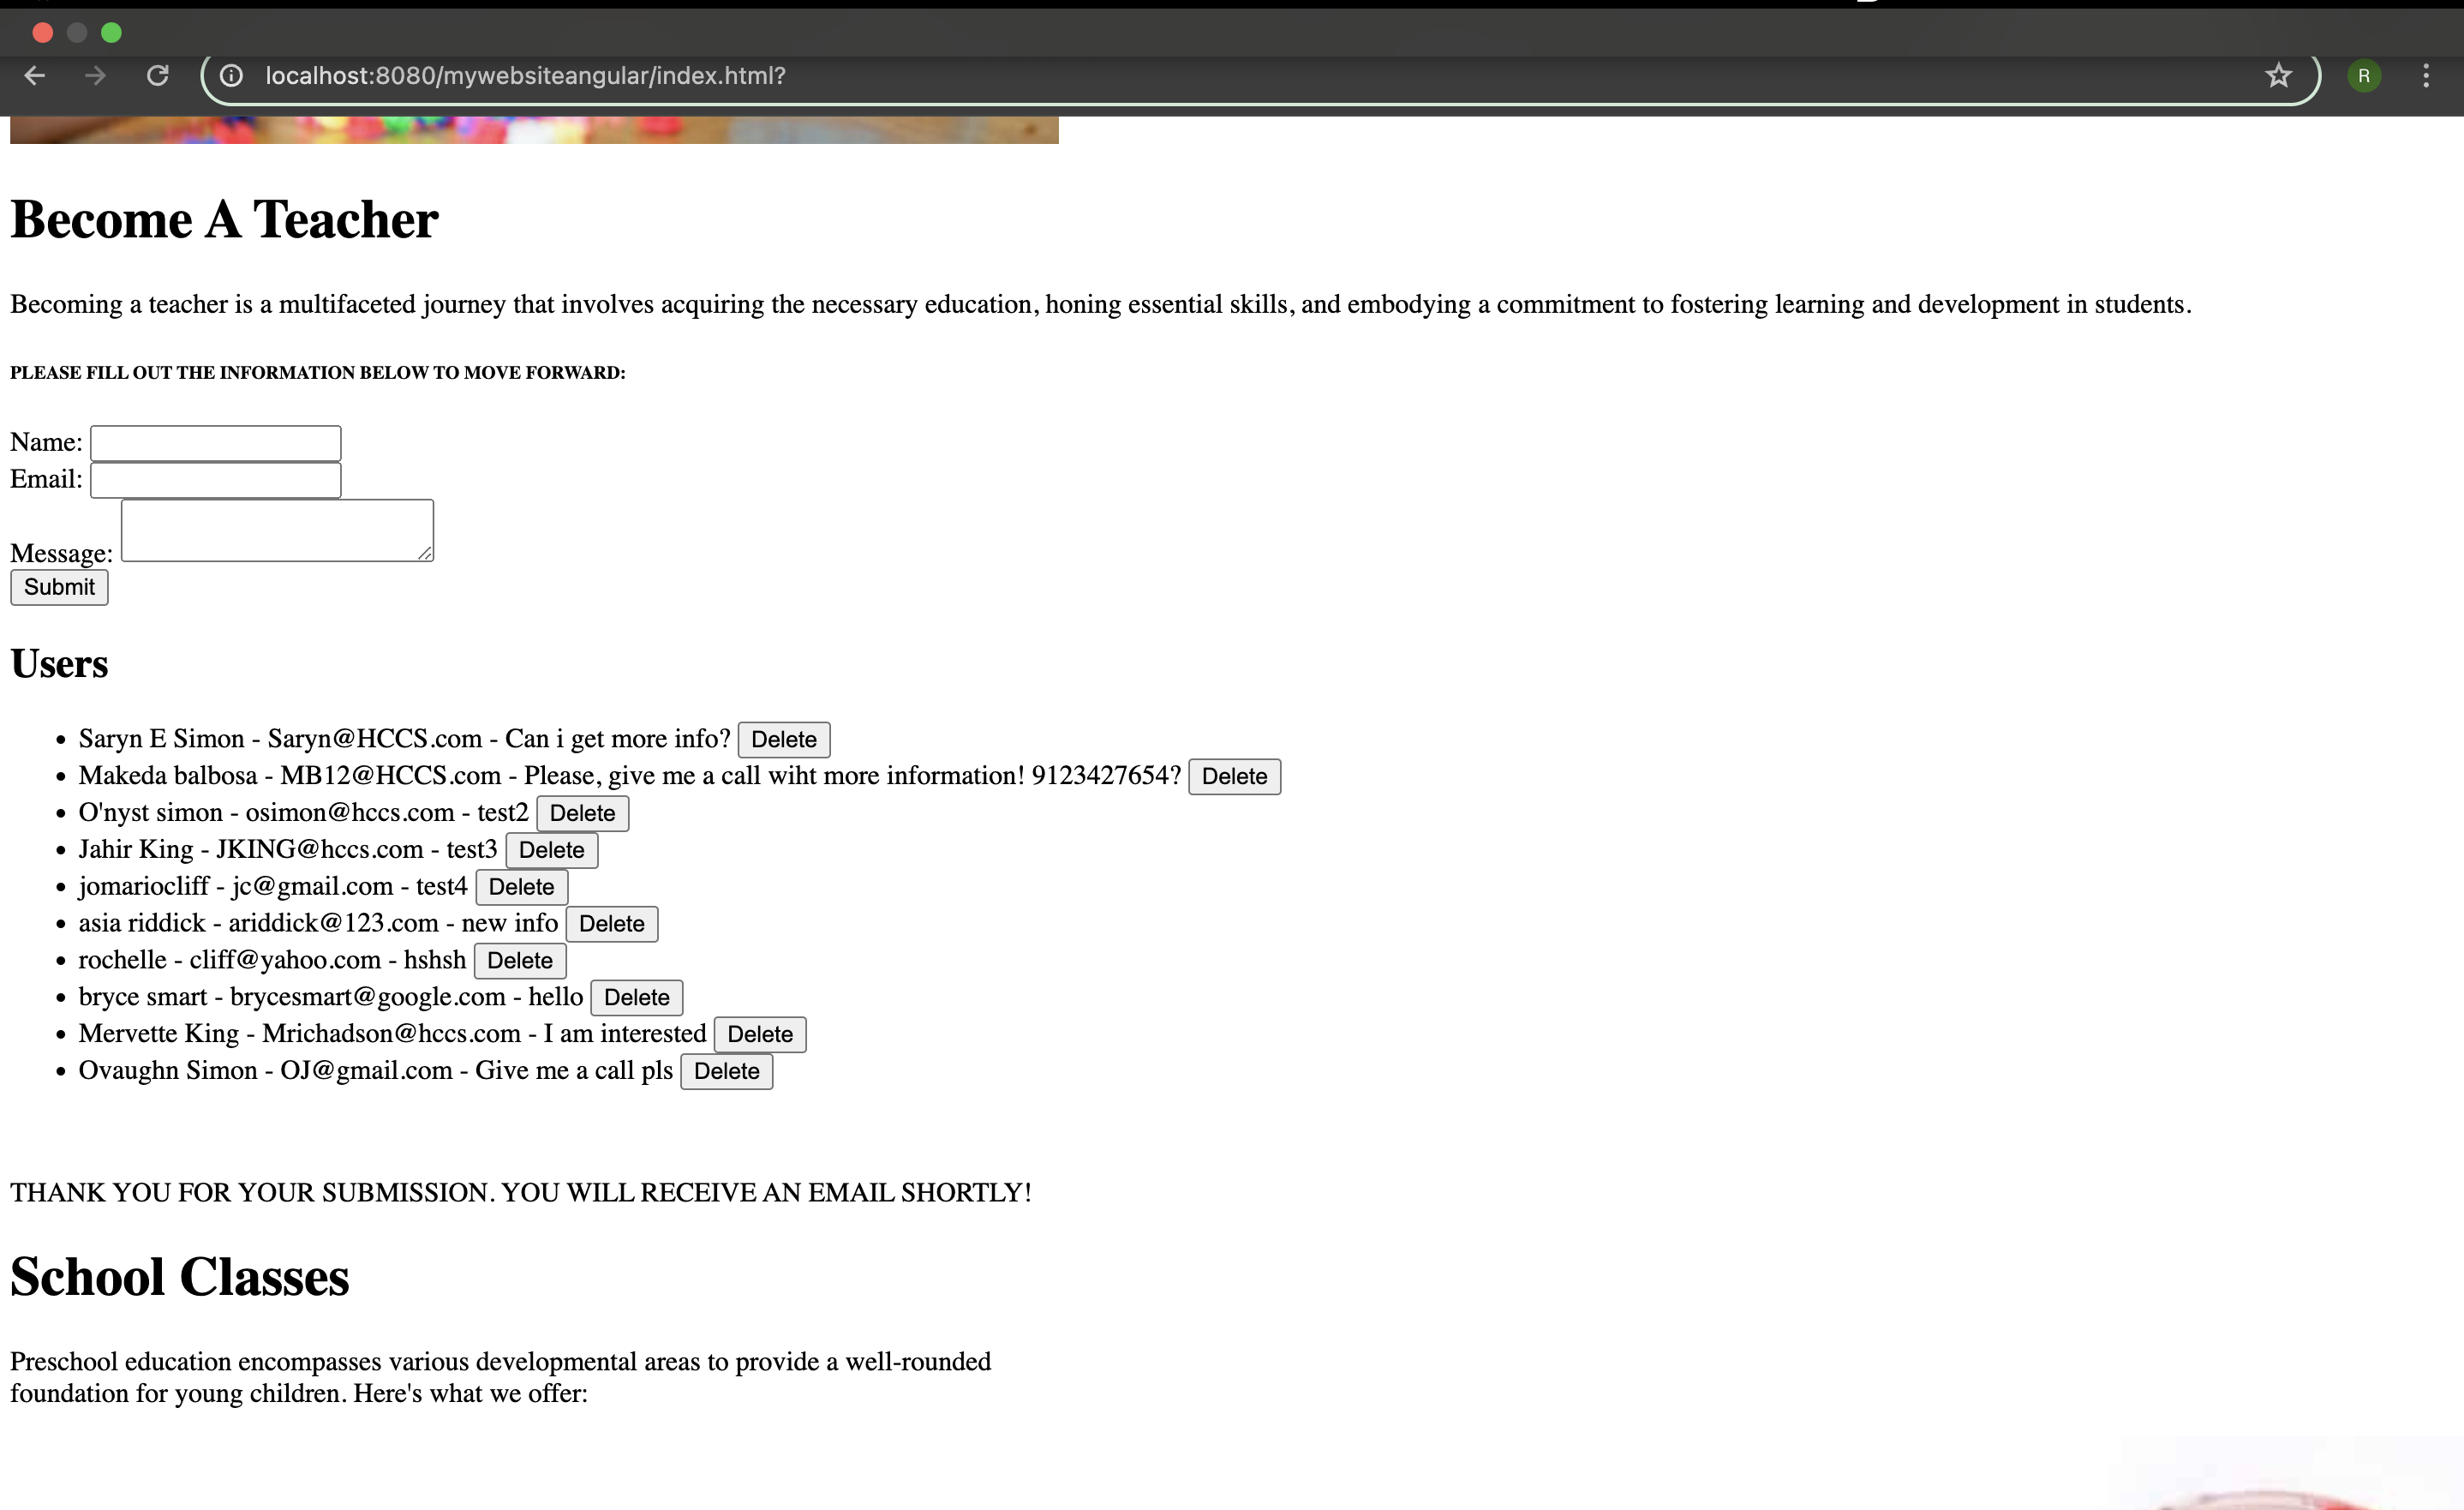 localhost:8080/mywebsiteangular/index.html?
R
Become A Teacher
Becoming a teacher is a multifaceted journey that involves acquiring the necessary education, honing essential skills, and embodying a commitment to fostering learning and development in students.
PLEASE FILL OUT THE INFORMATION BELOW TO MOVE FORWARD:
Name:
Email:
Message:
Submit
Users
• Saryn E Simon - Saryn@HCCS.com - Can i get more info? Delete
• Makeda balbosa - MB12@HCCS.com - Please, give me a call wiht more information! 9123427654? Delete
• O'nyst simon - osimon@hccs.com - test2 Delete
• Jahir King - JKING@hccs.com - test3 Delete
• jomariocliff - jc@gmail.com - test4 Delete
• asia riddick - ariddick@123.com - new info Delete
• rochelle - cliff@yahoo.com - hshsh Delete
• bryce smart - brycesmart@google.com - hello Delete
• Mervette King - Mrichadson@hccs.com - I am interested Delete
• Ovaughn Simon - OJ@gmail.com - Give me a call pls Delete
THANK YOU FOR YOUR SUBMISSION. YOU WILL RECEIVE AN EMAIL SHORTLY!
School Classes
Preschool education encompasses various developmental areas to provide a well-rounded
foundation for young children. Here's what we offer: